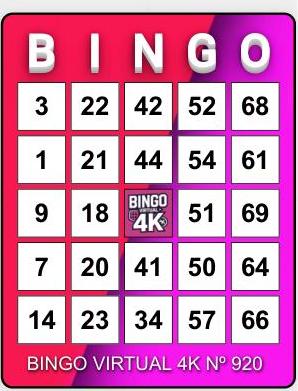 B I N G O
3 22 42 52 68
1 21 44 54 61
9 18 BINGO VIRTUAL 4K 51 69
7 20 41 50 64
14 23 34 57 66
BINGO VIRTUAL 4K Nº 920